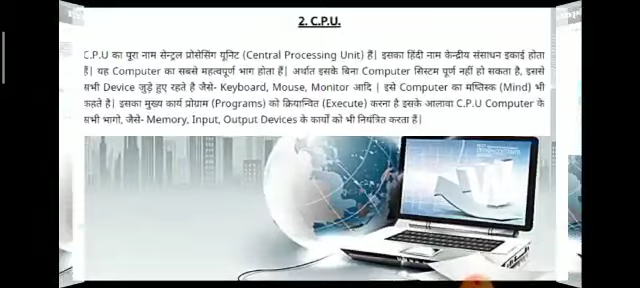 2. C.P.U.
C.P.U का पूरा नाम सेन्ट्रल प्रोसेसिंग यूनिट (Central Processing Unit) हैं| इसका हिंदी नाम केन्द्रीय संसाधन इकाई होता
हैं| यह Computer का सबसे महत्वपूर्ण भाग होता हैं| अर्थात इसके बिना Computer सिस्टम पूर्ण नहीं हो सकता है, इससे
सभी Device जुड़े हुए रहते है जैसे- Keyboard, Mouse, Monitor आदि | इसे Computer का मष्तिस्क (Mind) भी
कहते है| इसका मुख्य कार्य प्रोग्राम (Programs) को क्रियान्वित (Execute) करना है इसके आलावा C.P.U Computer के
सभी भागो, जैसे- Memory, Input, Output Devices के कार्यो को भी नियंत्रित करता हैं|
W